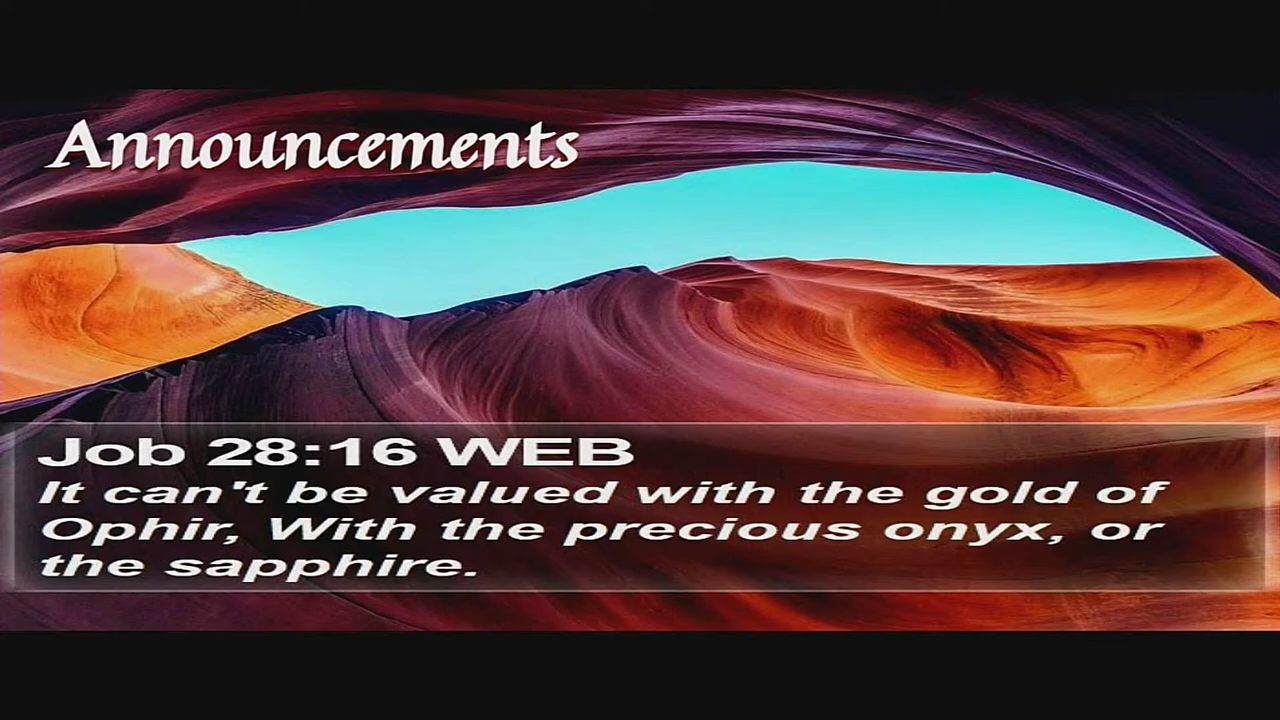 Announcements
Job 28:16 WEB
It can't be valued with the gold of
Ophir, With the precious onyx, or
the sapphire.